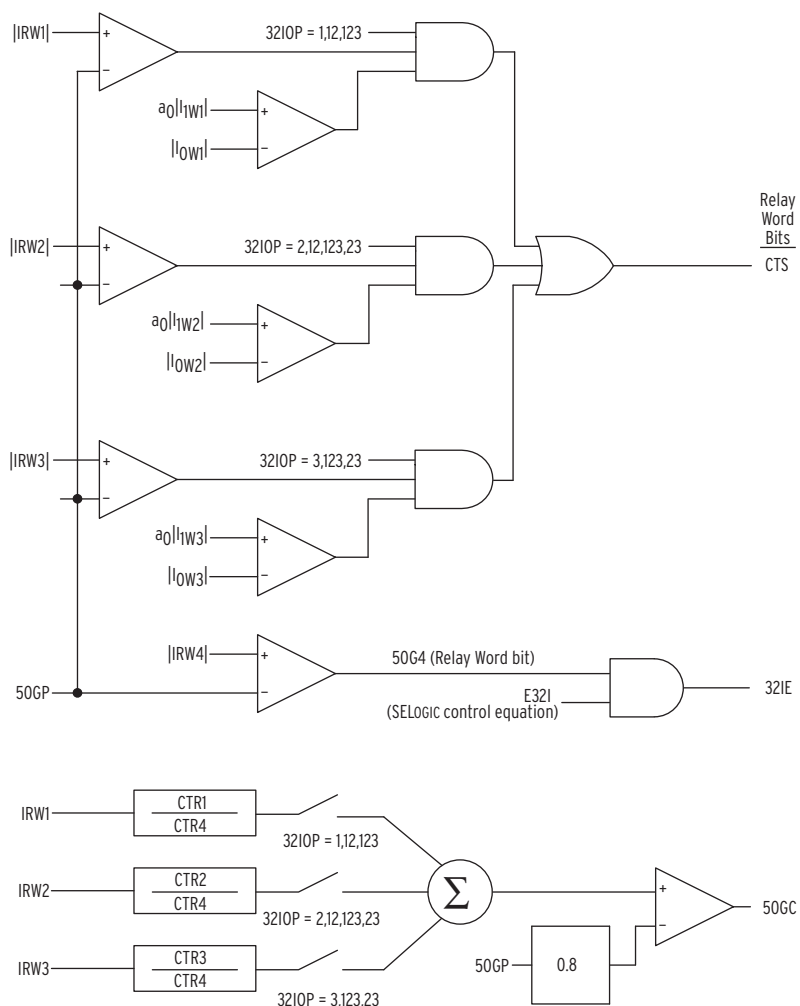 |IRW1|
+
−
32IOP = 1,12,123
a0|I1W1|
+
|I0W1|
−
Relay
Word
Bits
CTS
|IRW2|
+
−
32IOP = 2,12,123,23
a0|I1W2|
+
|I0W2|
−
|IRW3|
+
−
32IOP = 3,123,23
a0|I1W3|
+
|I0W3|
−
|IRW4|
+
50GP
−
50G4 (Relay Word bit)
E32I
(SELOGIC control equation)
32IE
IRW1
CTR1
CTR4
32IOP = 1,12,123
IRW2
CTR2
CTR4
32IOP = 2,12,123,23
Σ
+
−
50GC
IRW3
CTR3
CTR4
32IOP = 3.123.23
50GP
0.8